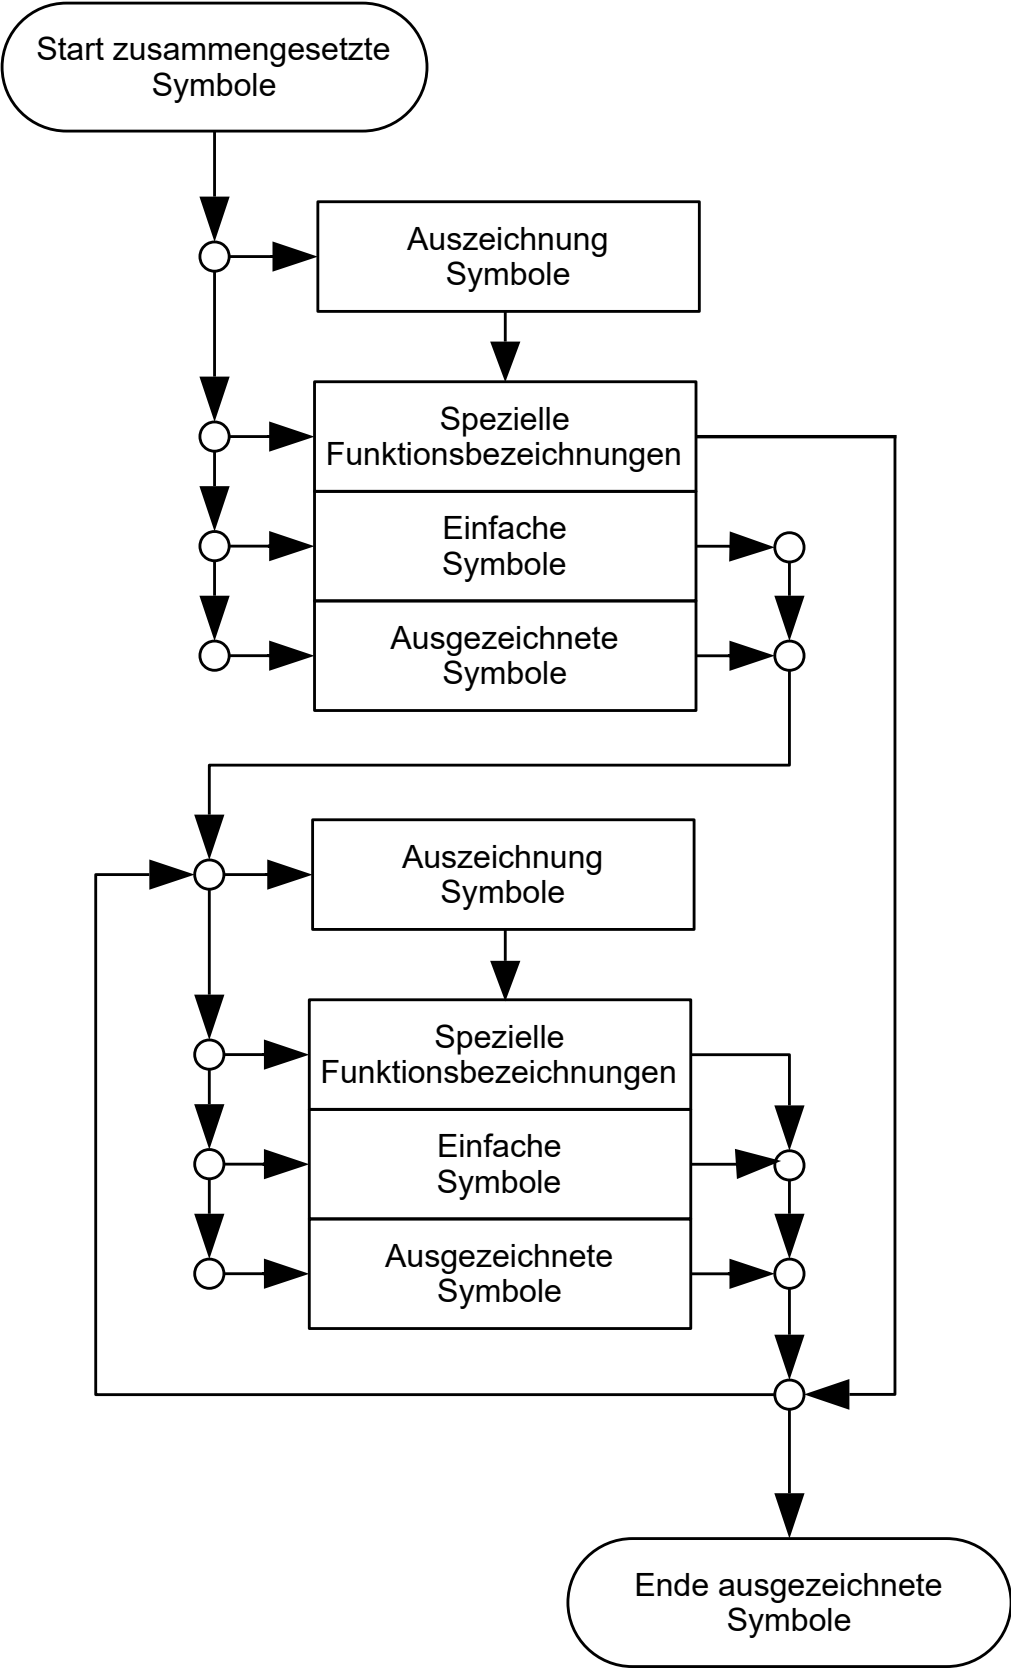 Start zusammengesetzte
Symbole
Auszeichnung
Symbole
Spezielle
Funktionsbezeichnungen
Einfache
Symbole
Ausgezeichnete
Symbole
Auszeichnung
Symbole
Spezielle
Funktionsbezeichnungen
Einfache
Symbole
Ausgezeichnete
Symbole
Ende ausgezeichnete
Symbole